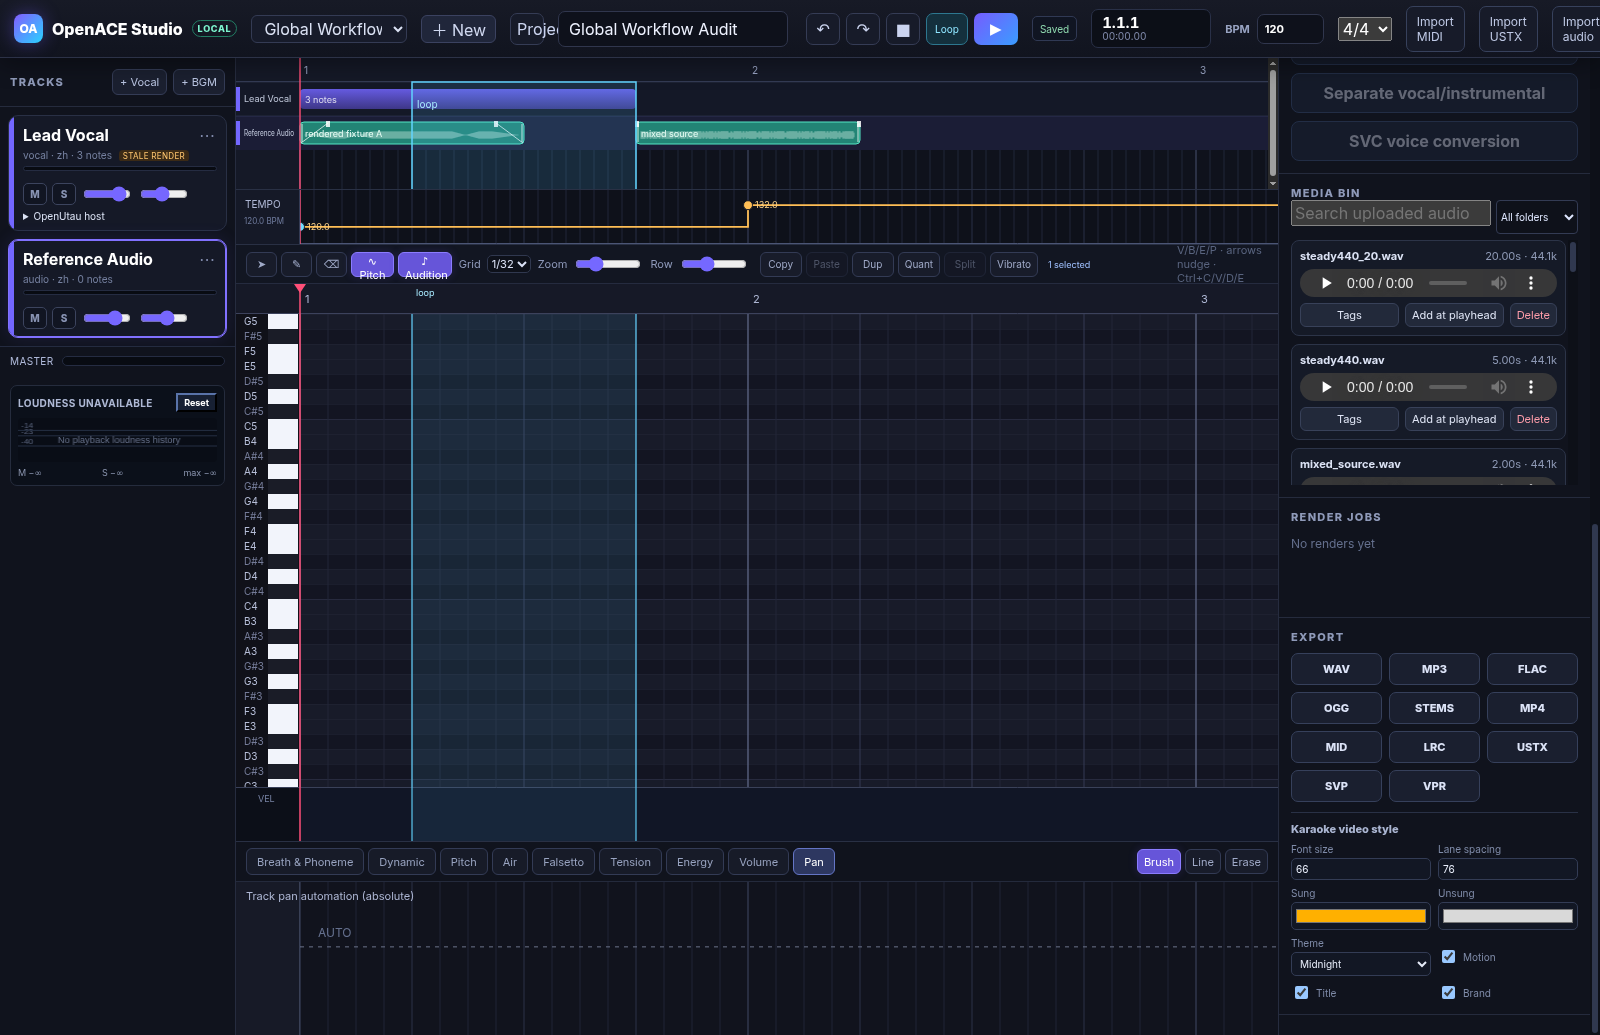 OA OpenACE Studio LOCAL Global Workflow + New Projec Global Workflow Audit ↶ ↷ ■ Loop ▶ Saved 1.1.1 BPM 120 4/4 Import MIDI Import USTX Import audio
00:00.00
TRACKS + Vocal + BGM
Lead Vocal ...
vocal · zh · 3 notes STALE RENDER
M S
▶ OpenUtau host
Reference Audio ...
audio · zh · 0 notes
M S
MASTER
LOUDNESS UNAVAILABLE Reset
-14
-23
-40
No playback loudness history
M −∞ S −∞ max −∞
1 2 3
Lead Vocal 3 notes
loop
Reference Audio rendered fixture A mixed source
TEMPO
120.0 BPM
120.0
132.0
Pitch Audition Grid 1/32 Zoom Row Copy Paste Dup Quant Split Vibrato 1 selected
V/B/E/P · arrows
nudge ·
Ctrl+C/V/D/E
1 loop 2 3
G5
F#5
F5
E5
D#5
D5
C#5
C5
B4
A#4
A4
G#4
G4
F#4
F4
E4
D#4
D4
C#4
C4
B3
A#3
A3
G#3
G3
F#3
F3
E3
D#3
D3
C#3
C3
VEL
Breath & Phoneme Dynamic Pitch Air Falsetto Tension Energy Volume Pan Brush Line Erase
Track pan automation (absolute)
AUTO
Separate vocal/instrumental
SVC voice conversion
MEDIA BIN
Search uploaded audio All folders
steady440_20.wav 20.00s · 44.1k
0:00 / 0:00
Tags Add at playhead Delete
steady440.wav 5.00s · 44.1k
0:00 / 0:00
Tags Add at playhead Delete
mixed_source.wav 2.00s · 44.1k
RENDER JOBS
No renders yet
EXPORT
WAV MP3 FLAC
OGG STEMS MP4
MID LRC USTX
SVP VPR
Karaoke video style
Font size Lane spacing
66 76
Sung Unsung
Theme
Midnight Motion
Title Brand